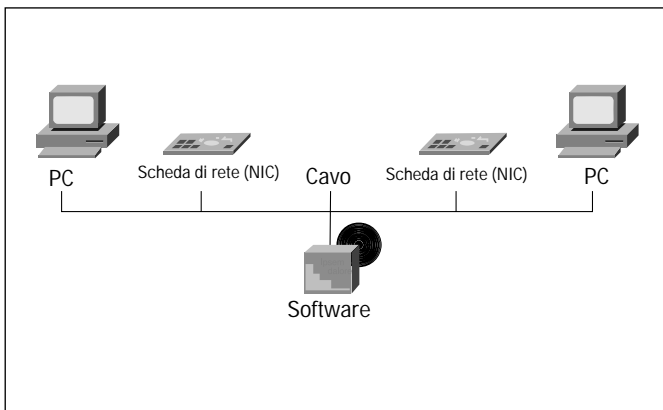 PC
Scheda di rete (NIC)
Cavo
Scheda di rete (NIC)
PC
Software